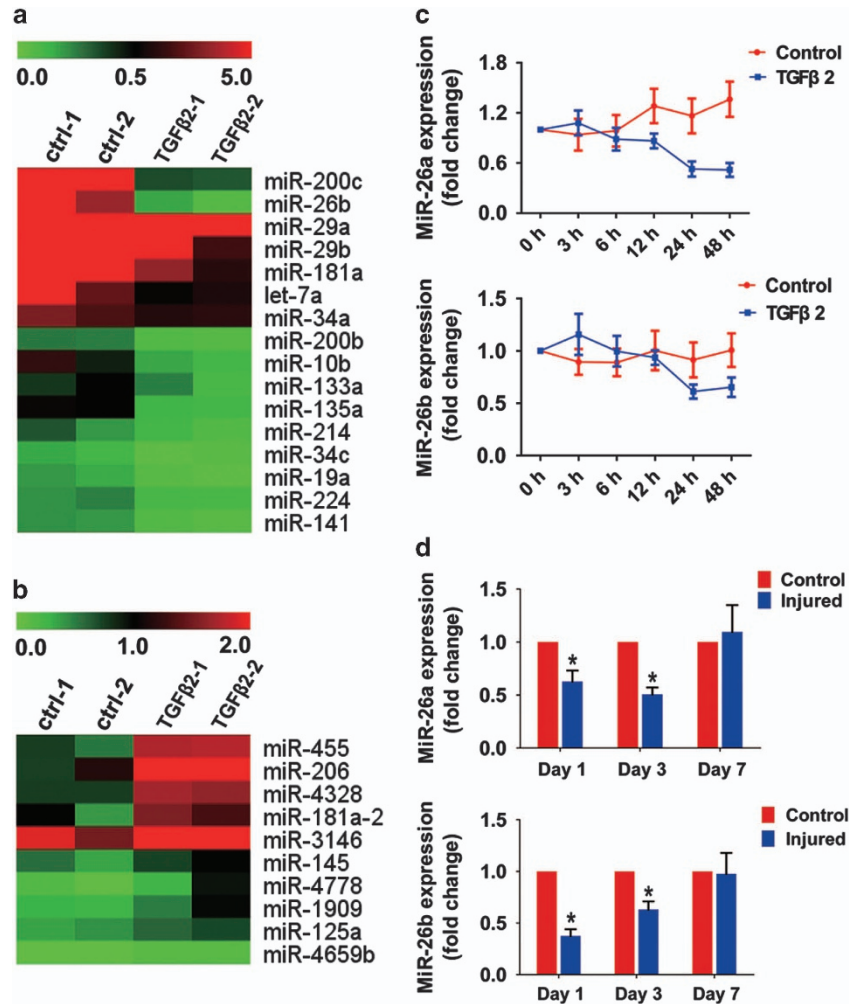 a
0.0 0.5 5.0
ctrl-1 ctrl-2 TGFβ2-1 TGFβ2-2
miR-200c
miR-26b
miR-29a
miR-29b
miR-181a
let-7a
miR-34a
miR-200b
miR-10b
miR-133a
miR-135a
miR-214
miR-34c
miR-19a
miR-224
miR-141
b
0.0 1.0 2.0
ctrl-1 ctrl-2 TGFβ2-1 TGFβ2-2
miR-455
miR-206
miR-4328
miR-181a-2
miR-3146
miR-145
miR-4778
miR-1909
miR-125a
miR-4659b
c
MiR-26a expression
(fold change)
1.8
1.2
0.6
0.0
0 h 3 h 6 h 12 h 24 h 48 h
Control
TGFβ 2
MiR-26b expression
(fold change)
1.5
1.0
0.5
0.0
0 h 3 h 6 h 12 h 24 h 48 h
Control
TGFβ 2
d
MiR-26a expression
(fold change)
1.5
1.0
0.5
0.0
* *
Day 1 Day 3 Day 7
Control
Injured
MiR-26b expression
(fold change)
1.5
1.0
0.5
0.0
* *
Day 1 Day 3 Day 7
Control
Injured